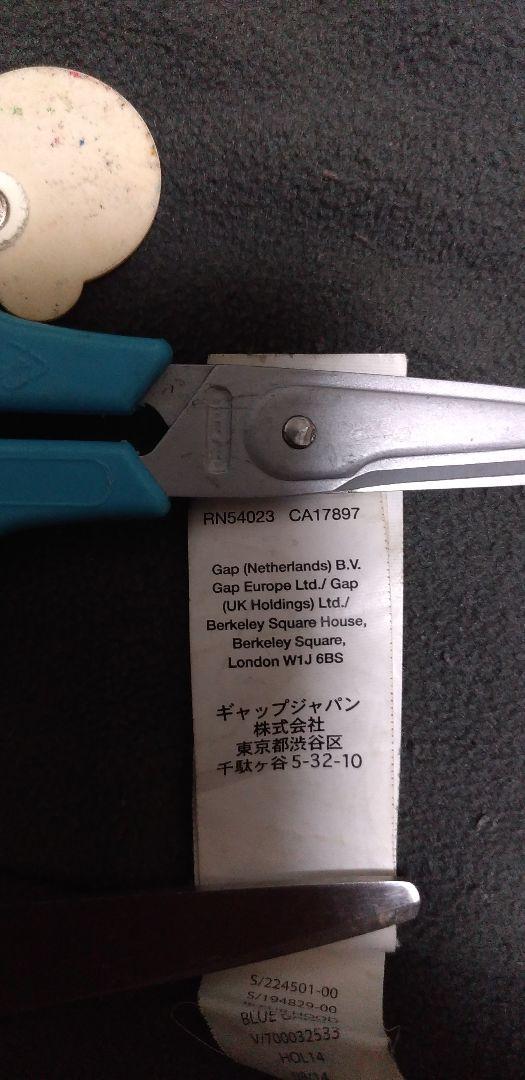 RN54023 CA17897
Gap (Netherlands) B.V.
Gap Europe Ltd./ Gap
(UK Holdings) Ltd./
Berkeley Square House,
Berkeley Square,
London W1J 6BS
ギャップジャパン
株式会社
東京都渋谷区
千駄ヶ谷5-32-10
S/224501-00
S/194829-00
BLUE
V/700032533
HOL14